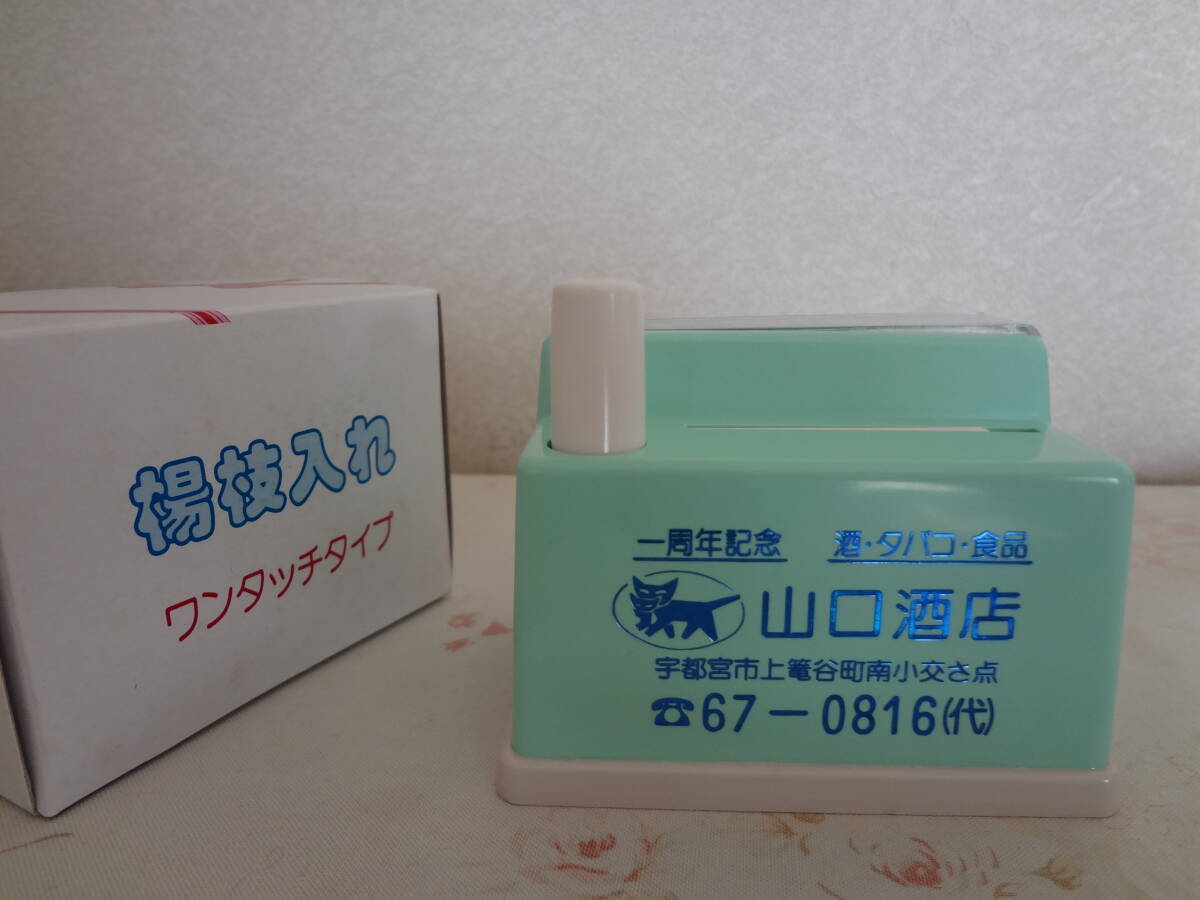 楊枝入れ
ワンタッチタイプ
一周年記念 酒・タバコ・食品
山口酒店
宇都宮市上篭谷町南小交さ点
☎67-0816(代)